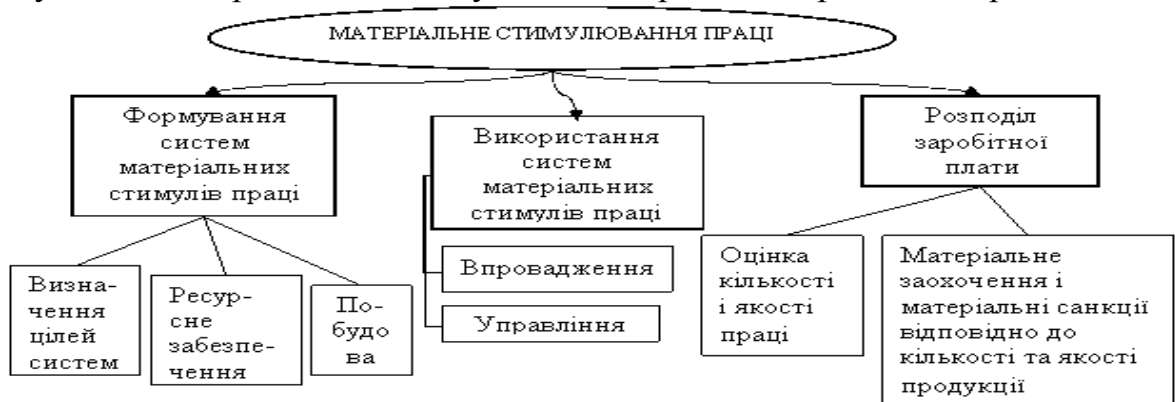 МАТЕРІАЛЬНЕ СТИМУЛЮВАННЯ ПРАЦІ
Формування
систем
матеріальних
стимулів праці
Використання
систем
матеріальних
стимулів праці
Розподіл
заробітної
плати
Визна-
чення
цілей
систем
Ресур-
сне
забезпе-
чення
По-
будо
ва
Впровадження
Управління
Оцінка
кількості
і якості
праці
Матеріальне
заохочення і
матеріальні санкції
відповідно до
кількості та якості
продукції